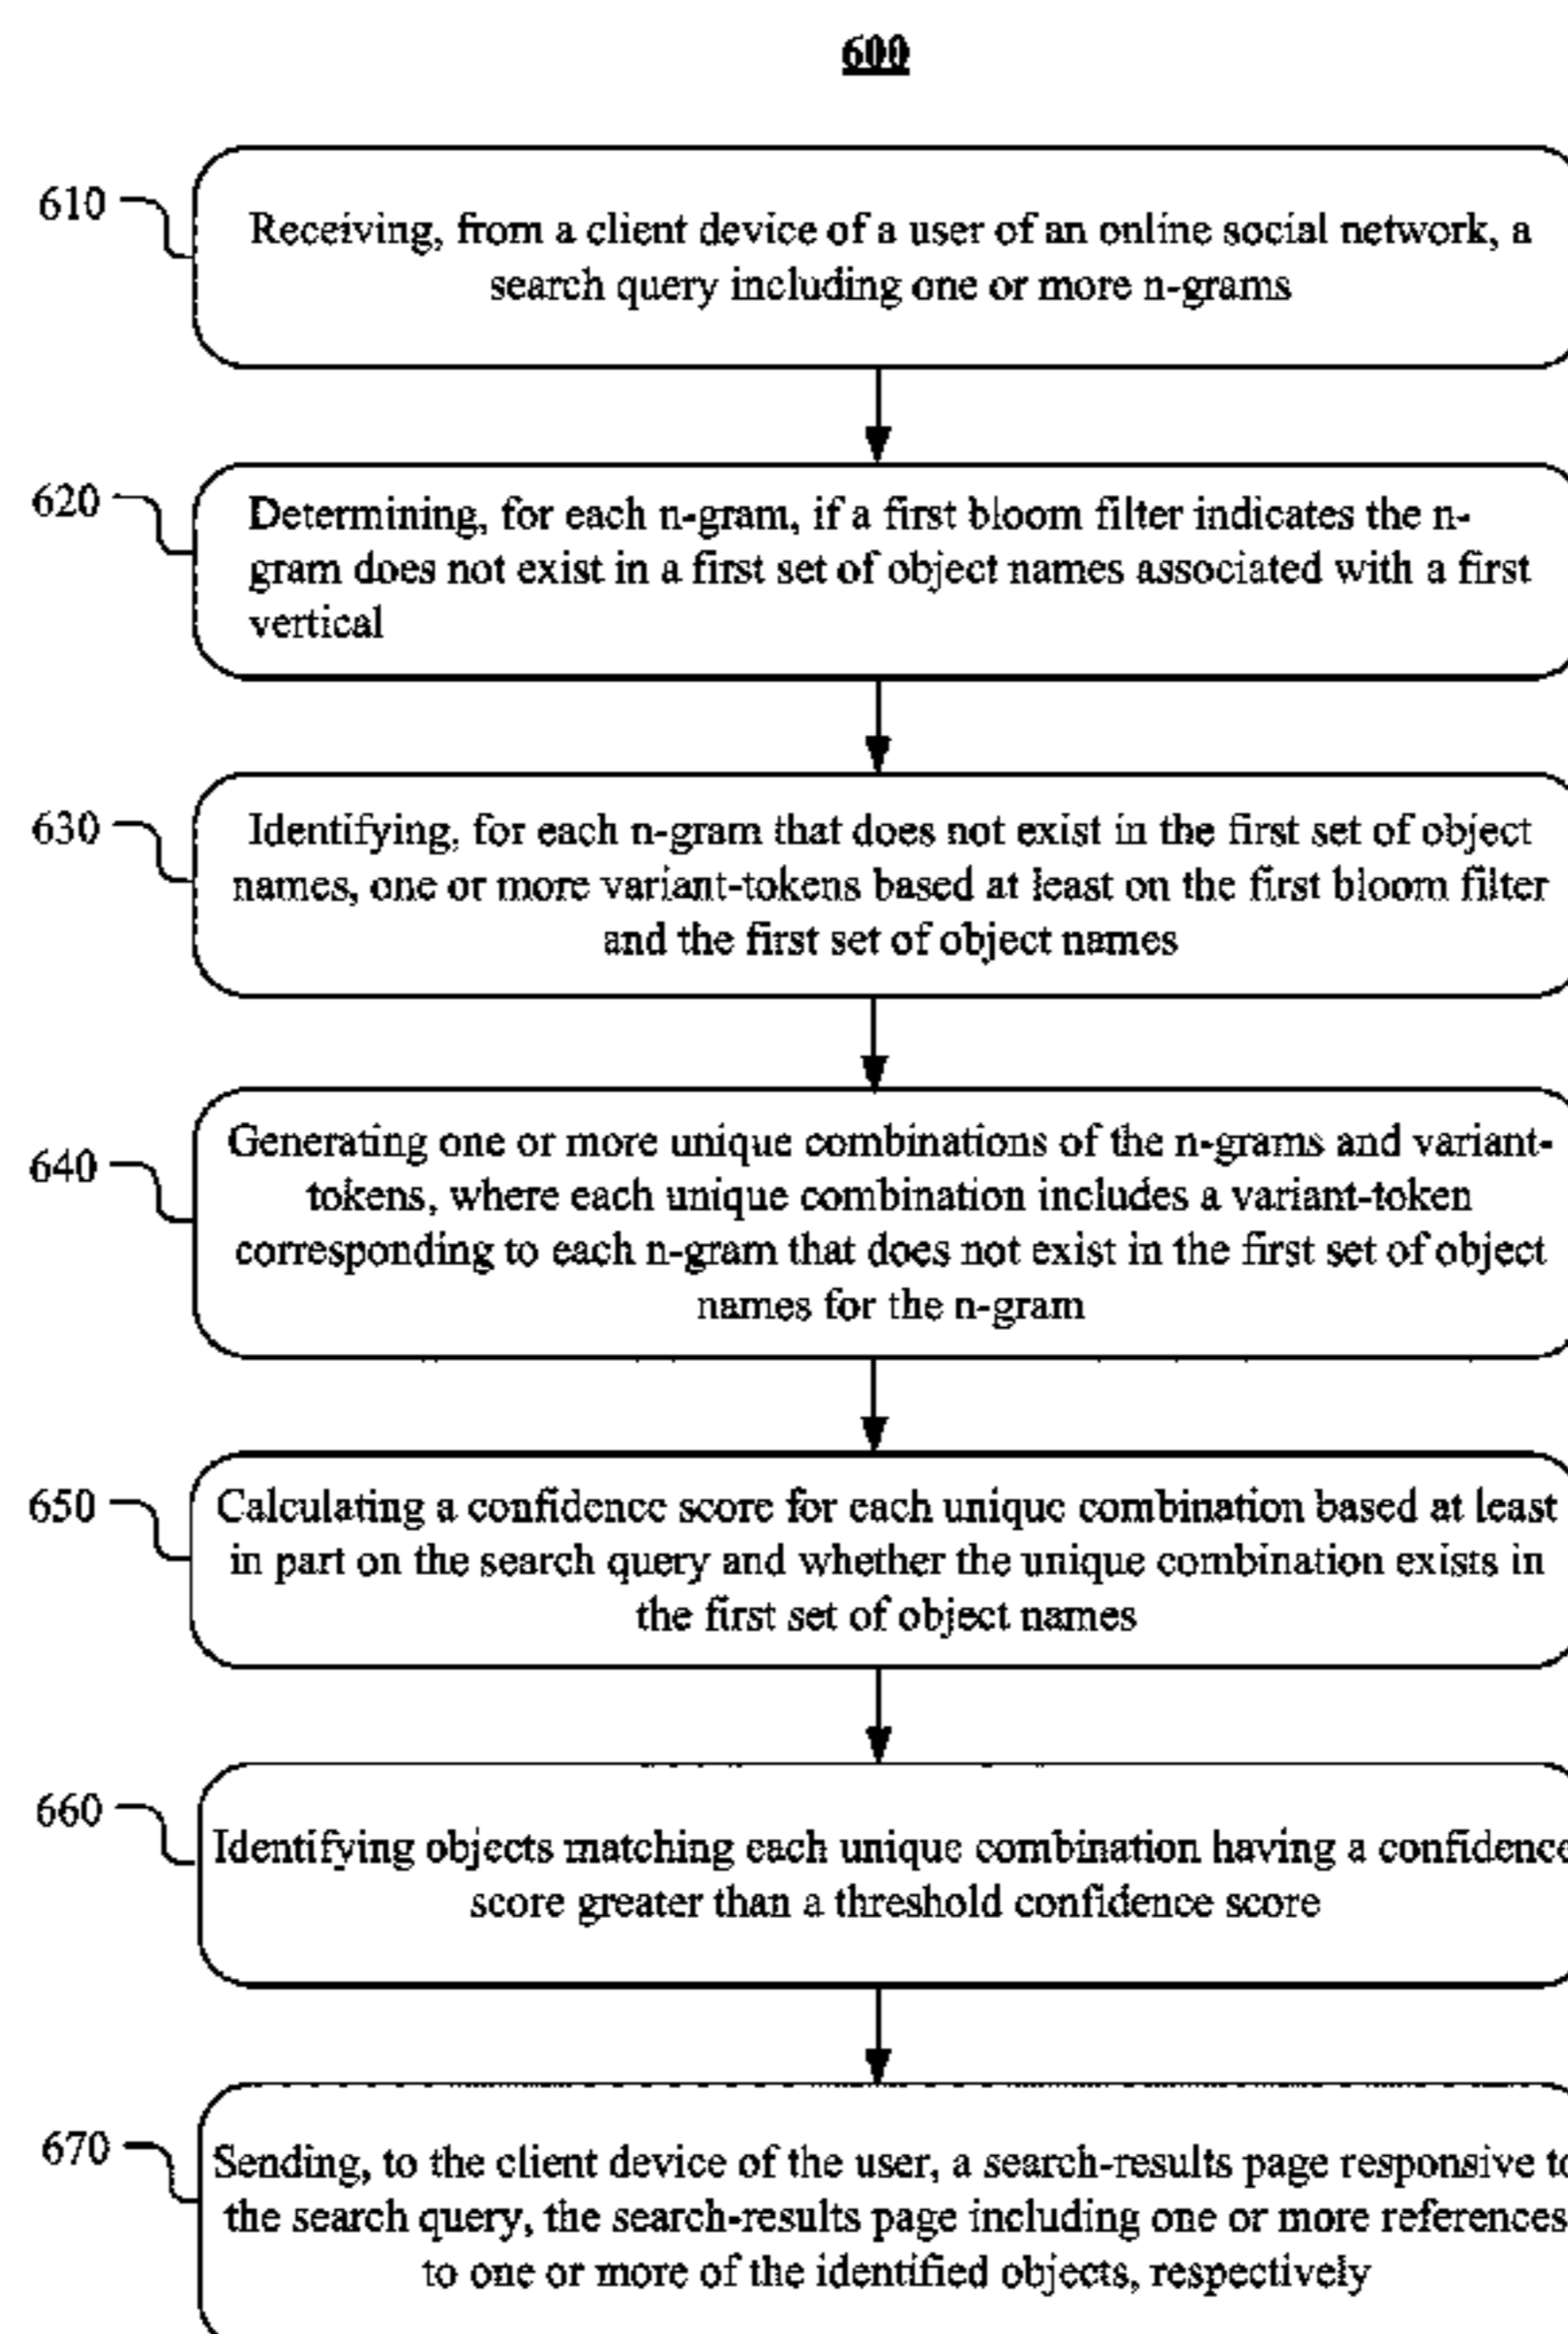 600
610
Receiving, from a client device of a user of an online social network, a
search query including one or more n-grams
620
Determining, for each n-gram, if a first bloom filter indicates the n-
gram does not exist in a first set of object names associated with a first
vertical
630
Identifying, for each n-gram that does not exist in the first set of object
names, one or more variant-tokens based at least on the first bloom filter
and the first set of object names
640
Generating one or more unique combinations of the n-grams and variant-
tokens, where each unique combination includes a variant-token
corresponding to each n-gram that does not exist in the first set of object
names for the n-gram
650
Calculating a confidence score for each unique combination based at least
in part on the search query and whether the unique combination exists in
the first set of object names
660
Identifying objects matching each unique combination having a confidence
score greater than a threshold confidence score
670
Sending, to the client device of the user, a search-results page responsive to
the search query, the search-results page including one or more references
to one or more of the identified objects, respectively